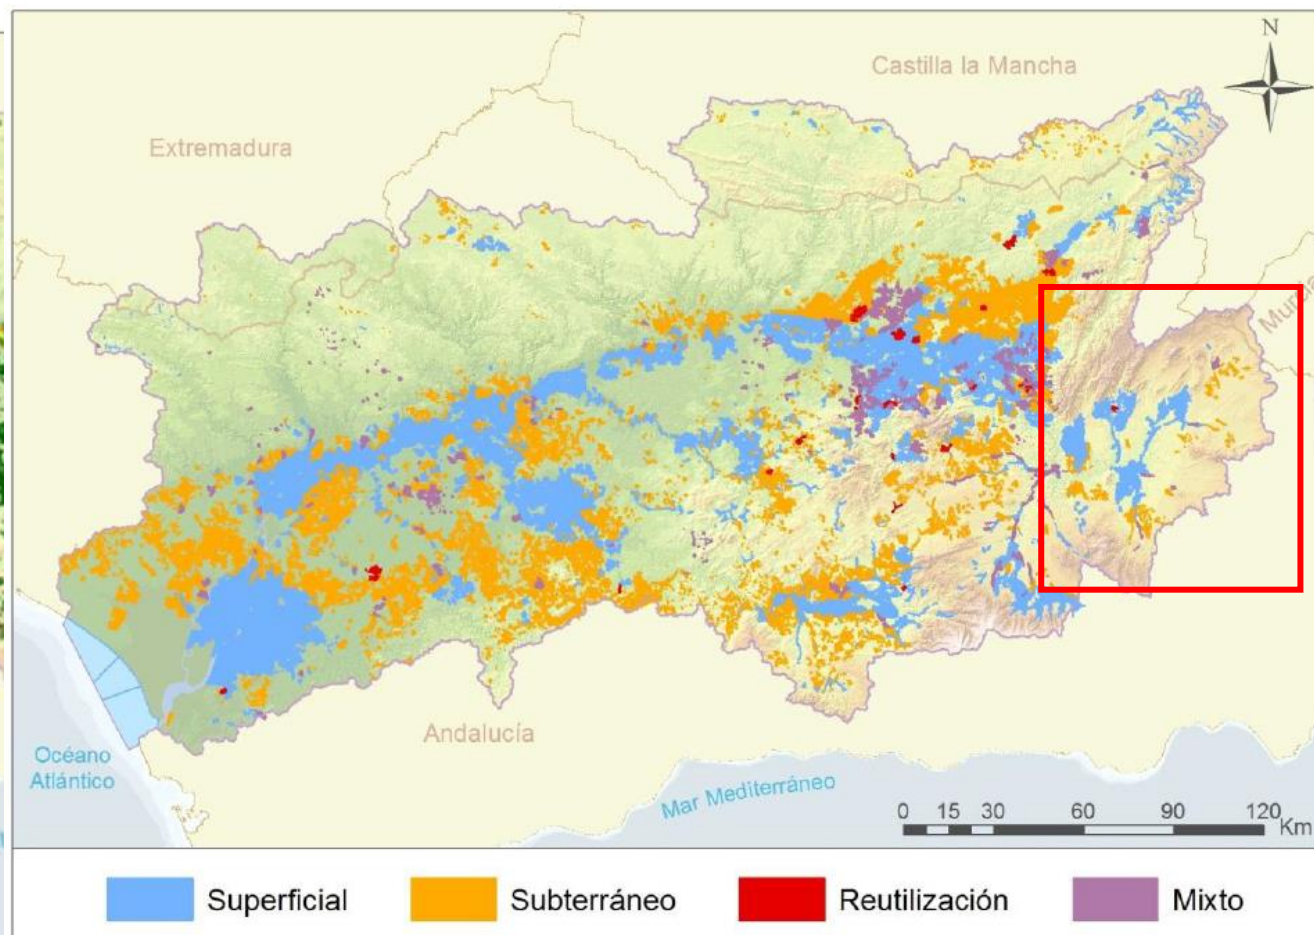 N
Castilla la Mancha
Extremadura
Andalucía
Océano
Atlántico
Mar Mediterráneo
0 15 30 60 90 120
Km
Superficial
Subterráneo
Reutilización
Mixto